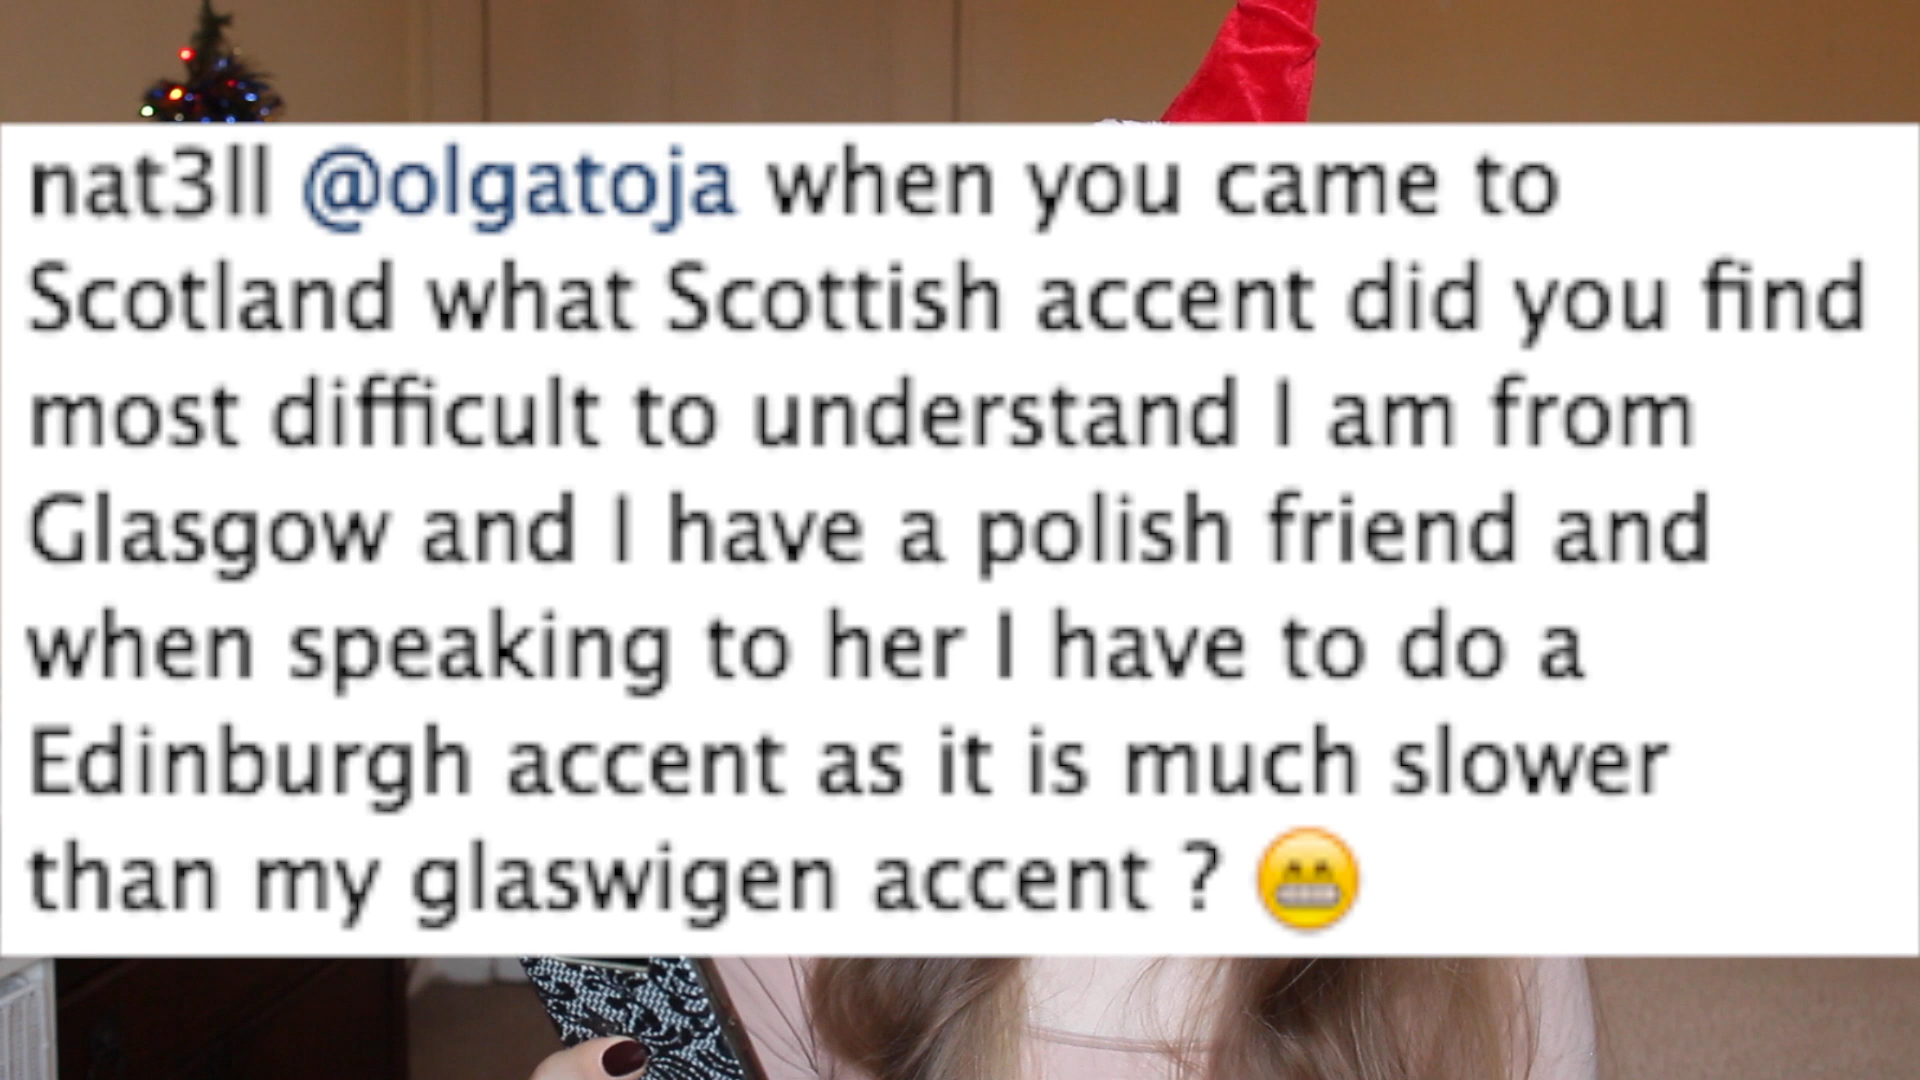 nat3ll @olgatoja when you came to
Scotland what Scottish accent did you find
most difficult to understand I am from
Glasgow and I have a polish friend and
when speaking to her I have to do a
Edinburgh accent as it is much slower
than my glaswigen accent ? 😬